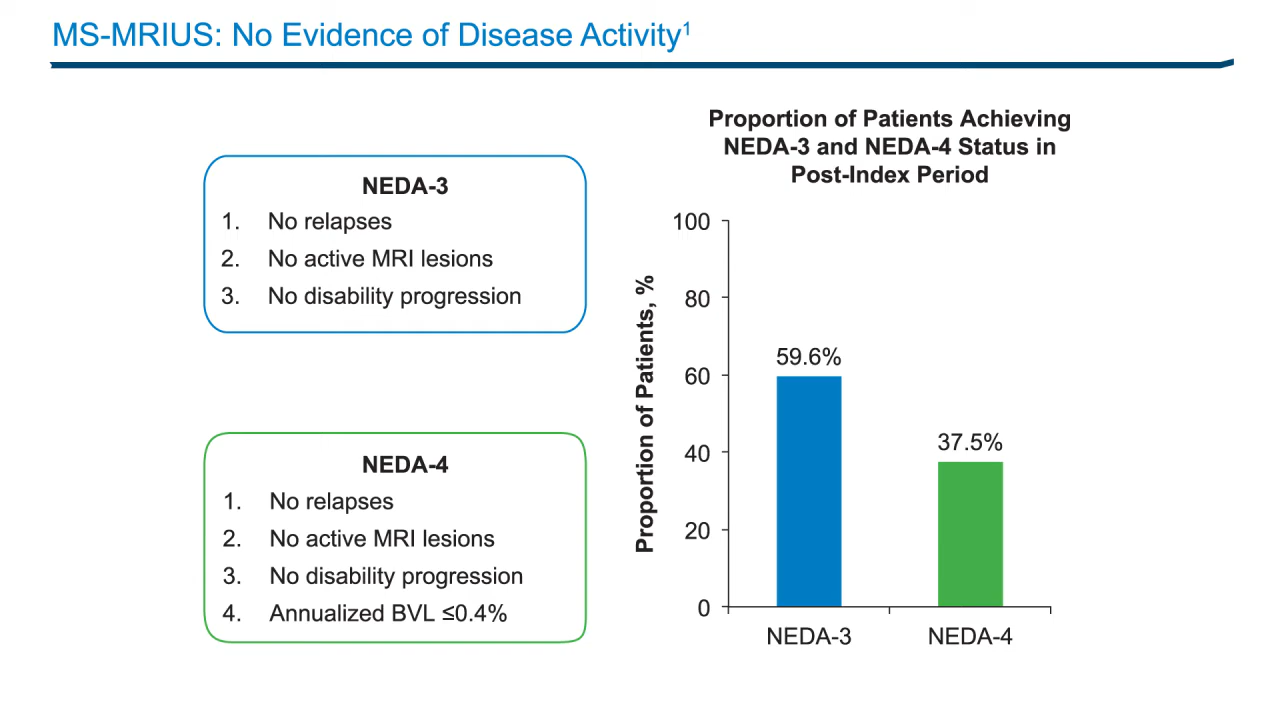 MS-MRIUS: No Evidence of Disease Activity¹
NEDA-3
1. No relapses
2. No active MRI lesions
3. No disability progression
NEDA-4
1. No relapses
2. No active MRI lesions
3. No disability progression
4. Annualized BVL ≤0.4%
Proportion of Patients Achieving
NEDA-3 and NEDA-4 Status in
Post-Index Period
Proportion of Patients, %
100
80
60
40
20
0
59.6%
37.5%
NEDA-3
NEDA-4